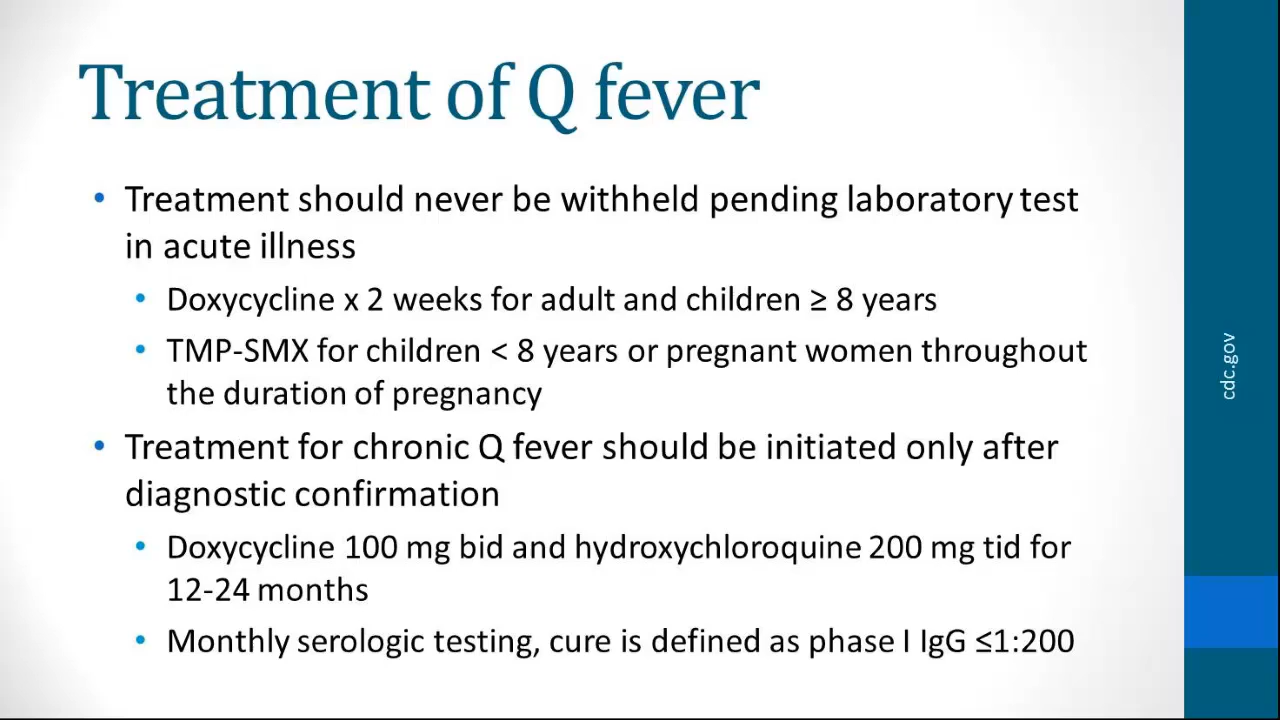 Treatment of Q fever
• Treatment should never be withheld pending laboratory test
in acute illness
• Doxycycline x 2 weeks for adult and children ≥ 8 years
• TMP-SMX for children < 8 years or pregnant women throughout
the duration of pregnancy
• Treatment for chronic Q fever should be initiated only after
diagnostic confirmation
• Doxycycline 100 mg bid and hydroxychloroquine 200 mg tid for
12-24 months
• Monthly serologic testing, cure is defined as phase I IgG ≤1:200
cdc.gov